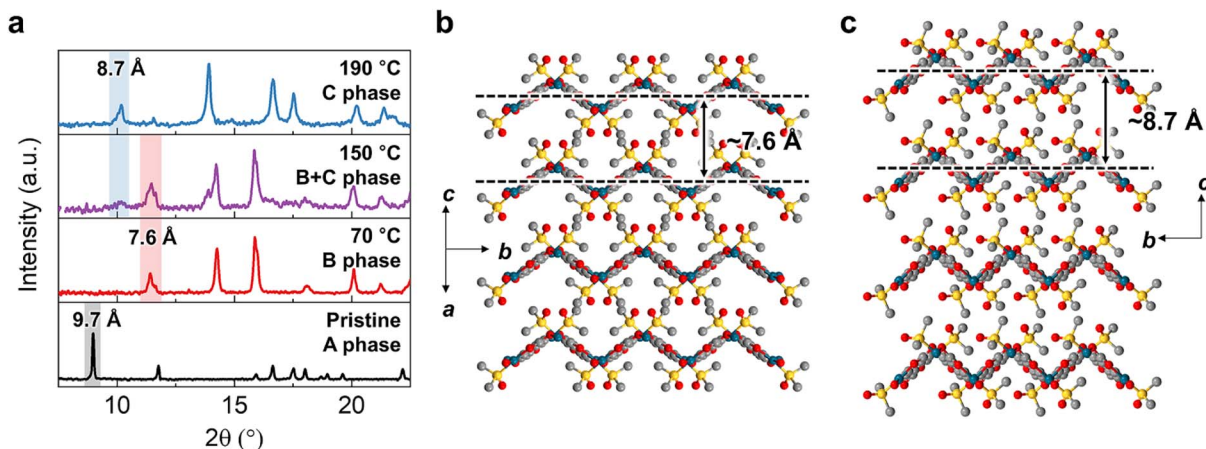 a
Intensity (a.u.)
8.7 Å
190 °C
C phase
150 °C
B+C phase
7.6 Å
70 °C
B phase
9.7 Å
Pristine
A phase
10
15
20
2θ (°)
b
~7.6 Å
c
b
a
c
~8.7 Å
c
b